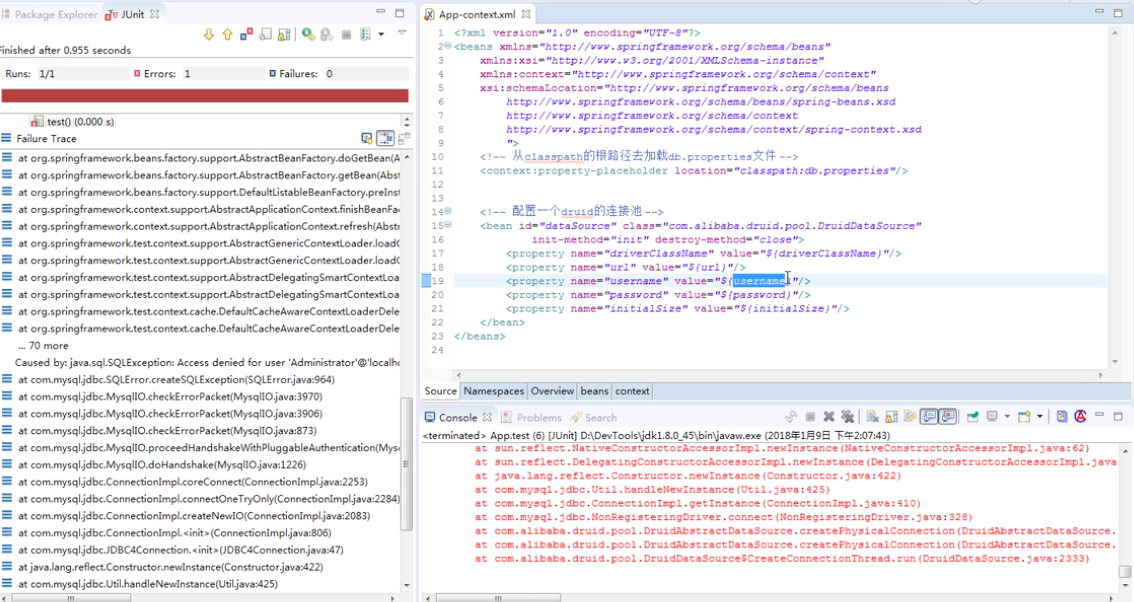 Package Explorer JUnit
Finished after 0.955 seconds
Runs: 1/1 Errors: 1 Failures: 0
test() (0.000 s)
Failure Trace
at org.springframework.beans.factory.support.AbstractBeanFactory.doGetBean(A
at org.springframework.beans.factory.support.AbstractBeanFactory.getBean(Abs
at org.springframework.beans.factory.support.DefaultListableBeanFactory.preInst
at org.springframework.context.support.AbstractApplicationContext.finishBeanFa
at org.springframework.context.support.AbstractApplicationContext.refresh(Abstr
at org.springframework.test.context.support.AbstractGenericContextLoader.loadC
at org.springframework.test.context.support.AbstractGenericContextLoader.loadC
at org.springframework.test.context.support.AbstractDelegatingSmartContextLoa
at org.springframework.test.context.support.AbstractDelegatingSmartContextLoa
at org.springframework.test.context.cache.DefaultCacheAwareContextLoaderDele
at org.springframework.test.context.cache.DefaultCacheAwareContextLoaderDele
... 70 more
Caused by: java.sql.SQLException: Access denied for user 'Administrator'@'localho
at com.mysql.jdbc.SQLError.createSQLException(SQLError.java:964)
at com.mysql.jdbc.MysqlIO.checkErrorPacket(MysqlIO.java:3970)
at com.mysql.jdbc.MysqlIO.checkErrorPacket(MysqlIO.java:3906)
at com.mysql.jdbc.MysqlIO.checkErrorPacket(MysqlIO.java:873)
at com.mysql.jdbc.MysqlIO.proceedHandshakeWithPluggableAuthentication(Mys
at com.mysql.jdbc.MysqlIO.doHandshake(MysqlIO.java:1226)
at com.mysql.jdbc.ConnectionImpl.coreConnect(ConnectionImpl.java:2253)
at com.mysql.jdbc.ConnectionImpl.connectOneTryOnly(ConnectionImpl.java:2284)
at com.mysql.jdbc.ConnectionImpl.createNewIO(ConnectionImpl.java:2083)
at com.mysql.jdbc.ConnectionImpl.<init>(ConnectionImpl.java:806)
at com.mysql.jdbc.JDBC4Connection.<init>(JDBC4Connection.java:47)
at java.lang.reflect.Constructor.newInstance(Constructor.java:422)
at com.mysql.jdbc.Util.handleNewInstance(Util.java:425)
App-context.xml
1 <?xml version="1.0" encoding="UTF-8"?>
2 <beans xmlns="http://www.springframework.org/schema/beans"
3 xmlns:xsi="http://www.w3.org/2001/XMLSchema-instance"
4 xmlns:context="http://www.springframework.org/schema/context"
5 xsi:schemaLocation="http://www.springframework.org/schema/beans
6 http://www.springframework.org/schema/beans/spring-beans.xsd
7 http://www.springframework.org/schema/context
8 http://www.springframework.org/schema/context/spring-context.xsd
9 ">
10 <!-- 从classpath的根路径去加载db.properties文件 -->
11 <context:property-placeholder location="classpath:db.properties"/>
12
13
14 <!-- 配置一个druid的连接池 -->
15 <bean id="dataSource" class="com.alibaba.druid.pool.DruidDataSource"
16 init-method="init" destroy-method="close">
17 <property name="driverClassName" value="${driverClassName}"/>
18 <property name="url" value="${url}"/>
19 <property name="username" value="${username}"/>
20 <property name="password" value="${password}"/>
21 <property name="initialSize" value="${initialSize}"/>
22 </bean>
23 </beans>
24
Source Namespaces Overview beans context
Console Problems Search
<terminated> App.test (6) [JUnit] D:\DevTools\jdk1.8.0_45\bin\javaw.exe (2018年1月9日 下午2:07:43)
at sun.reflect.NativeConstructorAccessorImpl.newInstance(NativeConstructorAccessorImpl.java:62)
at sun.reflect.DelegatingConstructorAccessorImpl.newInstance(DelegatingConstructorAccessorImpl.java
at java.lang.reflect.Constructor.newInstance(Constructor.java:422)
at com.mysql.jdbc.Util.handleNewInstance(Util.java:425)
at com.mysql.jdbc.ConnectionImpl.getInstance(ConnectionImpl.java:410)
at com.mysql.jdbc.NonRegisteringDriver.connect(NonRegisteringDriver.java:328)
at com.alibaba.druid.pool.DruidAbstractDataSource.createPhysicalConnection(DruidAbstractDataSource.
at com.alibaba.druid.pool.DruidAbstractDataSource.createPhysicalConnection(DruidAbstractDataSource.
at com.alibaba.druid.pool.DruidDataSource$CreateConnectionThread.run(DruidDataSource.java:2333)